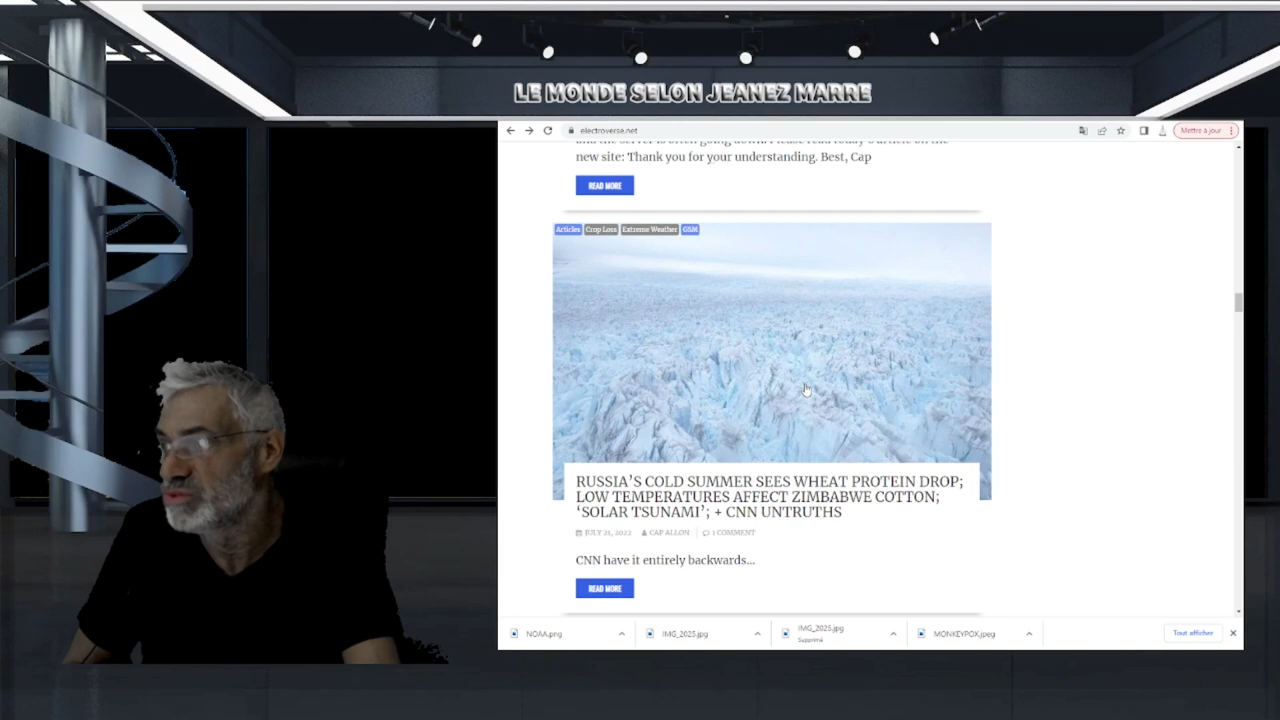 LE MONDE SELON JEANEZ MARRE
electroverse.net
Mettre à jour
new site: Thank you for your understanding. Best, Cap
READ MORE
Articles Crop Loss Extreme Weather GSM
RUSSIA'S COLD SUMMER SEES WHEAT PROTEIN DROP;
LOW TEMPERATURES AFFECT ZIMBABWE COTTON;
'SOLAR TSUNAMI'; + CNN UNTRUTHS
JULY 21, 2022 CAP ALLON 1 COMMENT
CNN have it entirely backwards...
READ MORE
NOAA.png
IMG_2025.jpg
IMG_2025.jpg
Supprimé
MONKEYPOX.jpeg
Tout afficher